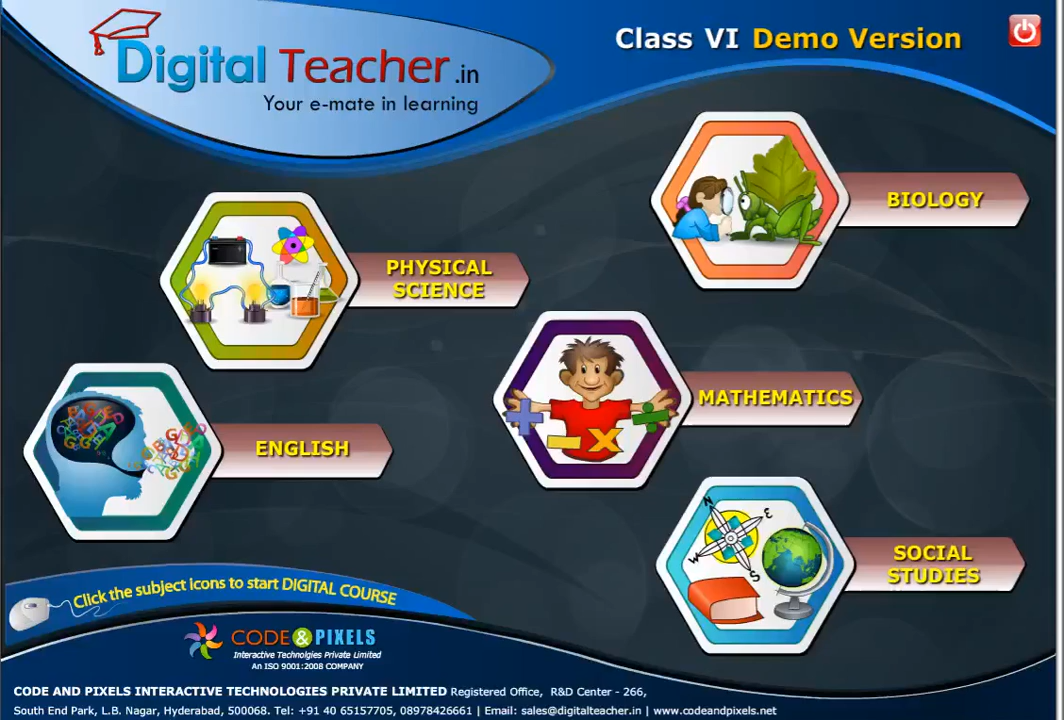 Digital Teacher.in
Your e-mate in learning
Class VI Demo Version
BIOLOGY
PHYSICAL
SCIENCE
MATHEMATICS
ENGLISH
N
E
W
S
SOCIAL
STUDIES
Click the subject icons to start DIGITAL COURSE
CODE & PIXELS
Interactive Technolgies Private Limited
An ISO 9001:2008 COMPANY
CODE AND PIXELS INTERACTIVE TECHNOLOGIES PRIVATE LIMITED Registered Office, R&D Center - 266,
South End Park, L.B. Nagar, Hyderabad, 500068. Tel: +91 40 65157705, 08978426661 | Email: sales@digitalteacher.in | www.codeandpixels.net